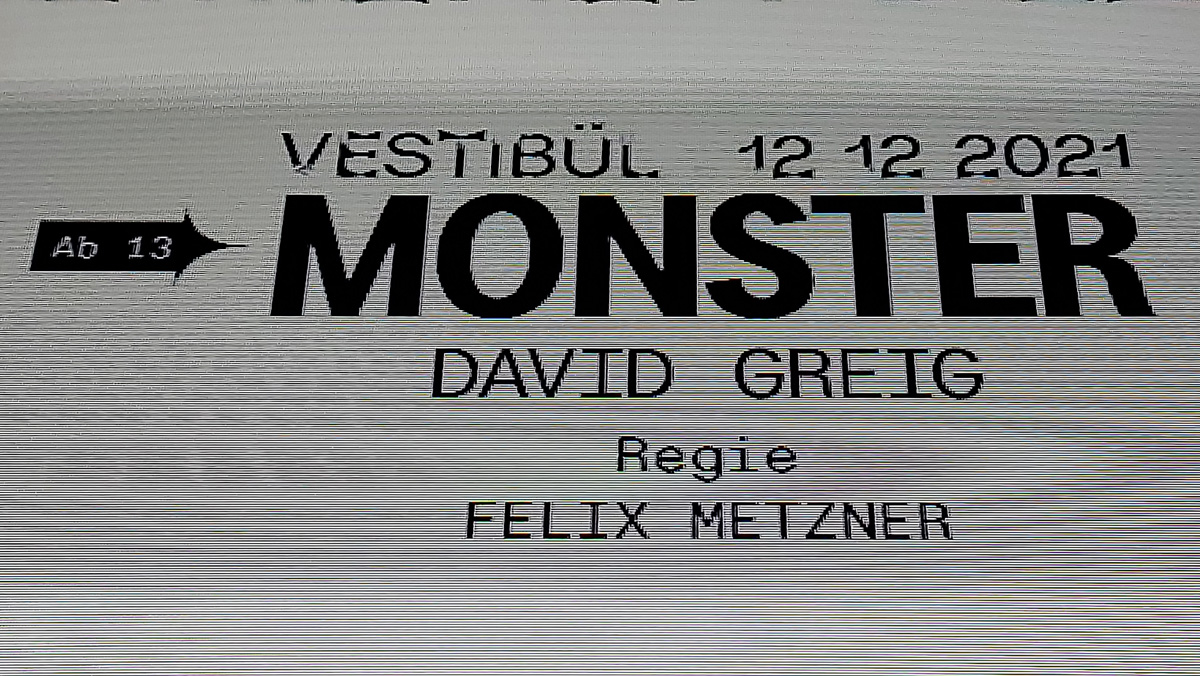 VESTIBÜL 12 12 2021
Ab 13
MONSTER
DAVID GREIG
Regie
FELIX METZNER